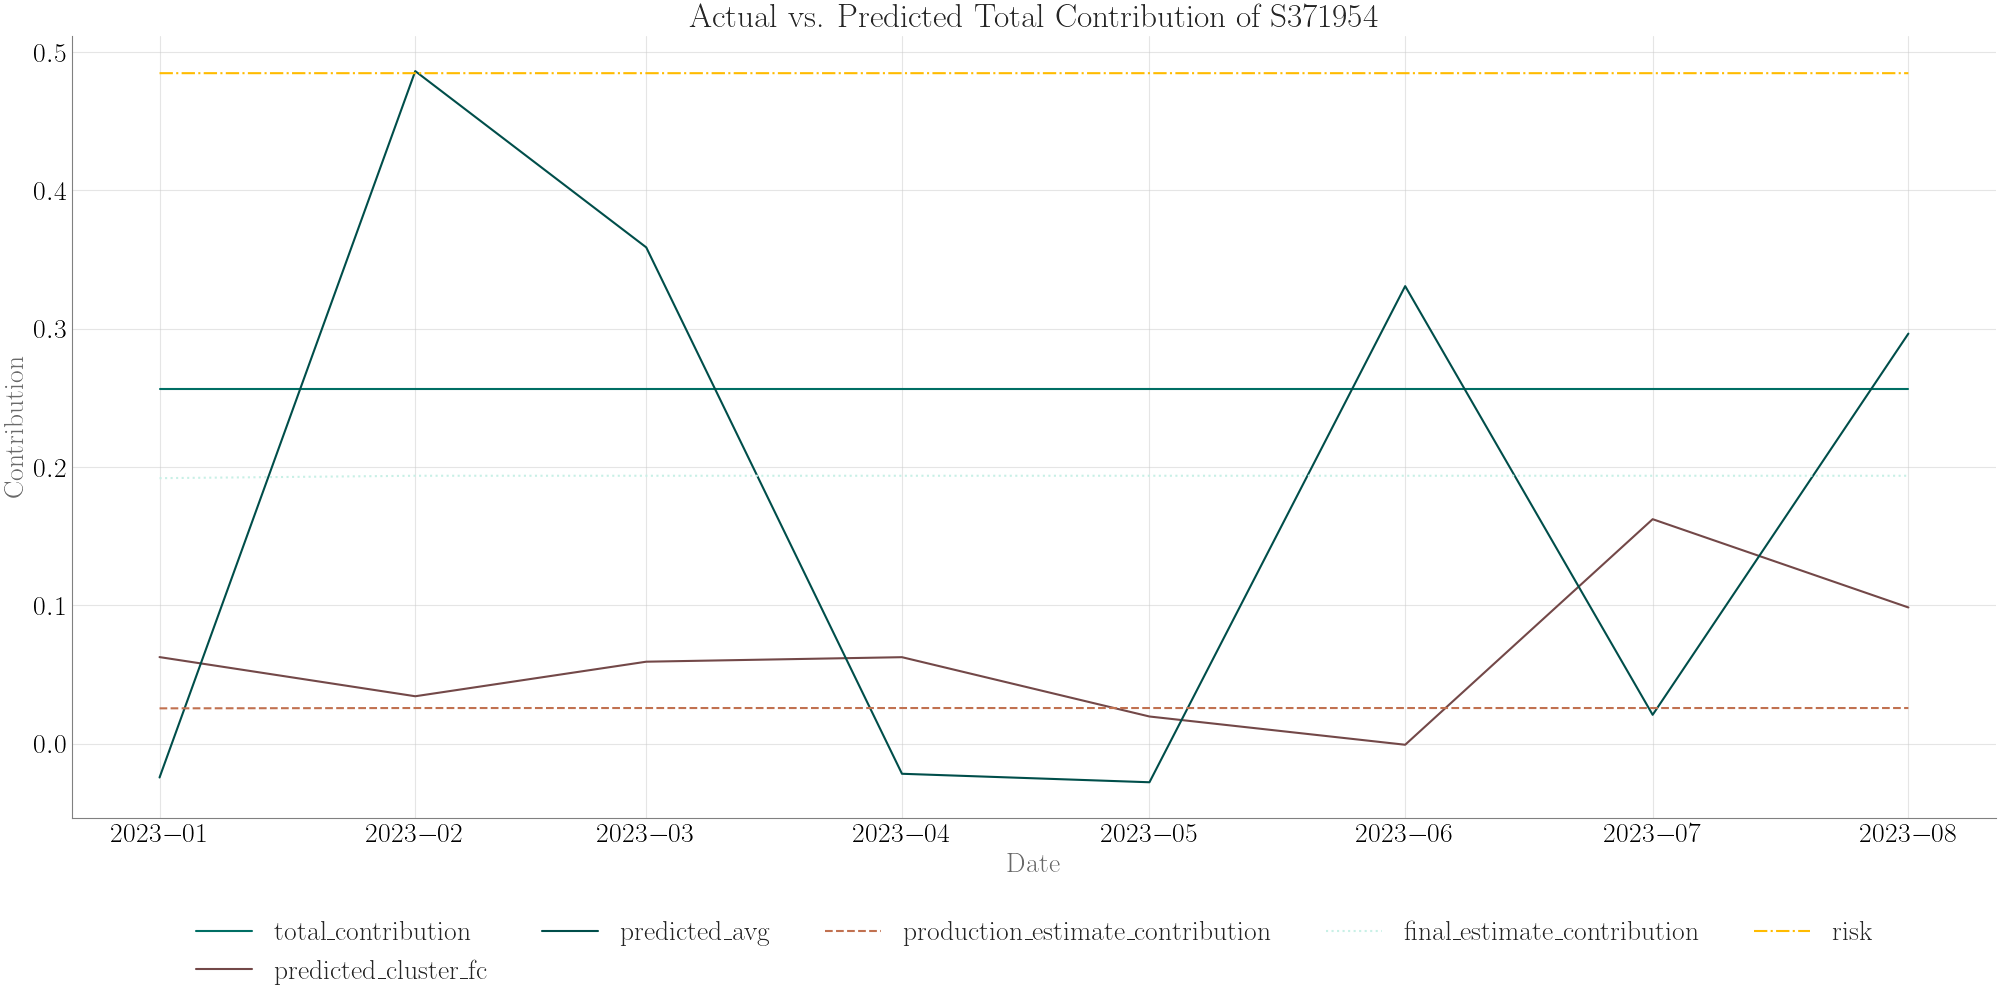 Actual vs. Predicted Total Contribution of S371954
0.5
0.4
0.3
0.2
0.1
0.0
Contribution
2023−01 2023−02 2023−03 2023−04 2023−05 2023−06 2023−07 2023−08
Date
total_contribution predicted_avg production_estimate_contribution final_estimate_contribution risk
predicted_cluster_fc